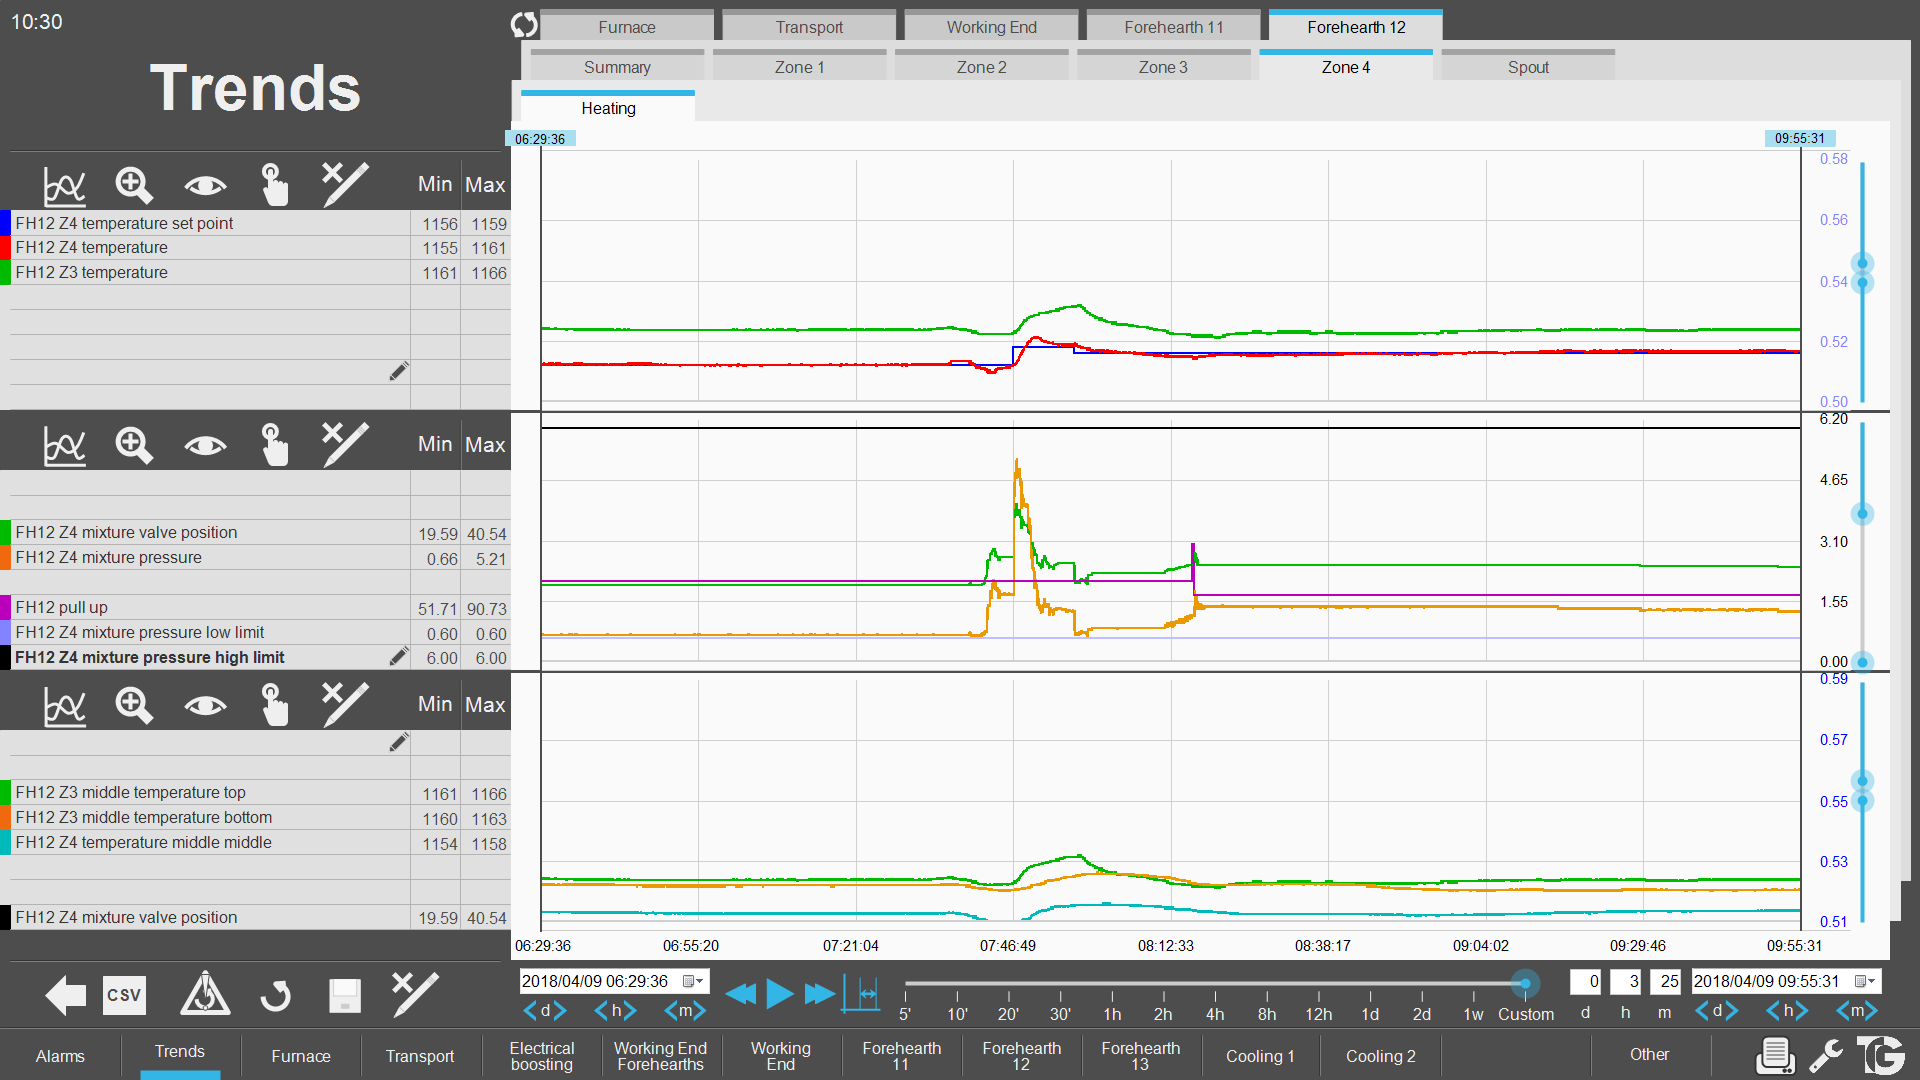 10:30
Trends
Furnace
Transport
Working End
Forehearth 11
Forehearth 12
Summary
Zone 1
Zone 2
Zone 3
Zone 4
Spout
Heating
06:29:36
09:55:31
Min Max
FH12 Z4 temperature set point 1156 1159
FH12 Z4 temperature 1155 1161
FH12 Z3 temperature 1161 1166
0.58
0.56
0.54
0.52
0.50
Min Max
FH12 Z4 mixture valve position 19.59 40.54
FH12 Z4 mixture pressure 0.66 5.21
FH12 pull up 51.71 90.73
FH12 Z4 mixture pressure low limit 0.60 0.60
FH12 Z4 mixture pressure high limit 6.00 6.00
6.20
4.65
3.10
1.55
0.00
Min Max
FH12 Z3 middle temperature top 1161 1166
FH12 Z3 middle temperature bottom 1160 1163
FH12 Z4 temperature middle middle 1154 1158
FH12 Z4 mixture valve position 19.59 40.54
0.59
0.57
0.55
0.53
0.51
06:29:36 06:55:20 07:21:04 07:46:49 08:12:33 08:38:17 09:04:02 09:29:46 09:55:31
CSV
2018/04/09 06:29:36
<d> <h> <m>
5' 10' 20' 30' 1h 2h 4h 8h 12h 1d 2d 1w Custom
0 3 25
d h m
2018/04/09 09:55:31
<d> <h> <m>
Alarms
Trends
Furnace
Transport
Electrical
boosting
Working End
Forehearths
Working
End
Forehearth
11
Forehearth
12
Forehearth
13
Cooling 1
Cooling 2
Other
TG